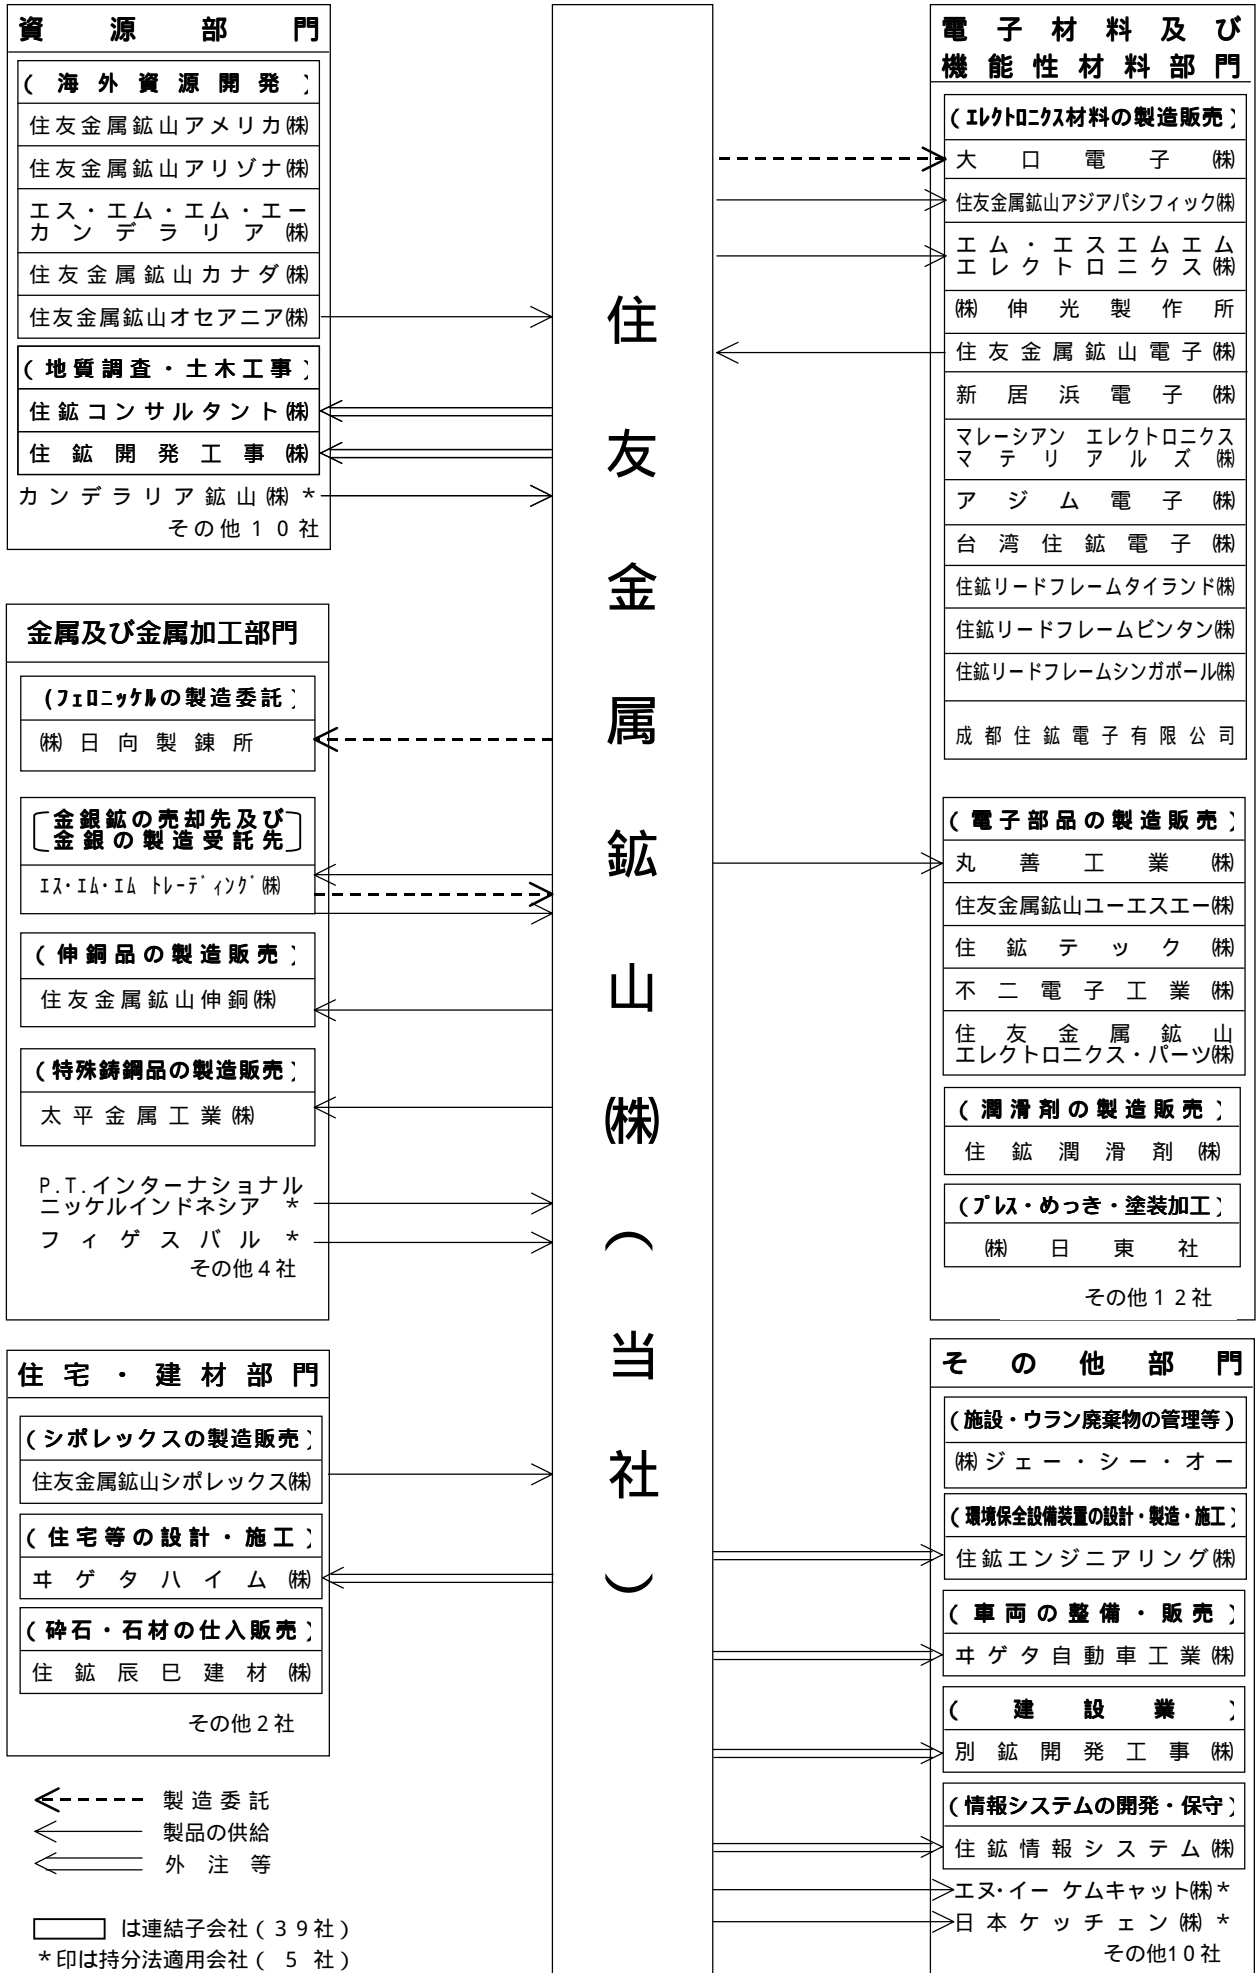 資源部門
(海外資源開発)
住友金属鉱山アメリカ㈱
住友金属鉱山アリゾナ㈱
エス・エム・エム・エー
カンデラリア㈱
住友金属鉱山カナダ㈱
住友金属鉱山オセアニア㈱
(地質調査・土木工事)
住鉱コンサルタント㈱
住鉱開発工事㈱
カンデラリア鉱山㈱*
その他10社
金属及び金属加工部門
(フェロニッケルの製造委託)
㈱日向製錬所
金銀鉱の売却先及び
金銀の製造受託先
エス・エム・エム トレーディング㈱
(伸銅品の製造販売)
住友金属鉱山伸銅㈱
(特殊鋳鋼品の製造販売)
太平金属工業㈱
P.T.インターナショナル
ニッケルインドネシア *
フィゲスバル *
その他4社
住宅・建材部門
(シポレックスの製造販売)
住友金属鉱山シポレックス㈱
(住宅等の設計・施工)
ヰゲタハイム㈱
(砕石・石材の仕入販売)
住鉱辰巳建材㈱
その他2社
製造委託
製品の供給
外注等
は連結子会社(39社)
*印は持分法適用会社( 5 社)
住友金属鉱山㈱(当社)
電子材料及び
機能性材料部門
(エレクトロニクス材料の製造販売)
大口電子㈱
住友金属鉱山アジアパシフィック㈱
エム・エスエムエム
エレクトロニクス㈱
㈱伸光製作所
住友金属鉱山電子㈱
新居浜電子㈱
マレーシアン エレクトロニクス
マテリアルズ㈱
アジム電子㈱
台湾住鉱電子㈱
住鉱リードフレームタイランド㈱
住鉱リードフレームビンタン㈱
住鉱リードフレームシンガポール㈱
成都住鉱電子有限公司
(電子部品の製造販売)
丸善工業㈱
住友金属鉱山ユーエスエー㈱
住鉱テック㈱
不二電子工業㈱
住友金属鉱山
エレクトロニクス・パーツ㈱
(潤滑剤の製造販売)
住鉱潤滑剤㈱
(プレス・めっき・塗装加工)
㈱日東社
その他12社
その他部門
(施設・ウラン廃棄物の管理等)
㈱ジェー・シー・オー
(環境保全設備装置の設計・製造・施工)
住鉱エンジニアリング㈱
(車両の整備・販売)
ヰゲタ自動車工業㈱
(建設業)
別鉱開発工事㈱
(情報システムの開発・保守)
住鉱情報システム㈱
エヌ・イー ケムキャット㈱*
日本ケッチェン㈱*
その他10社